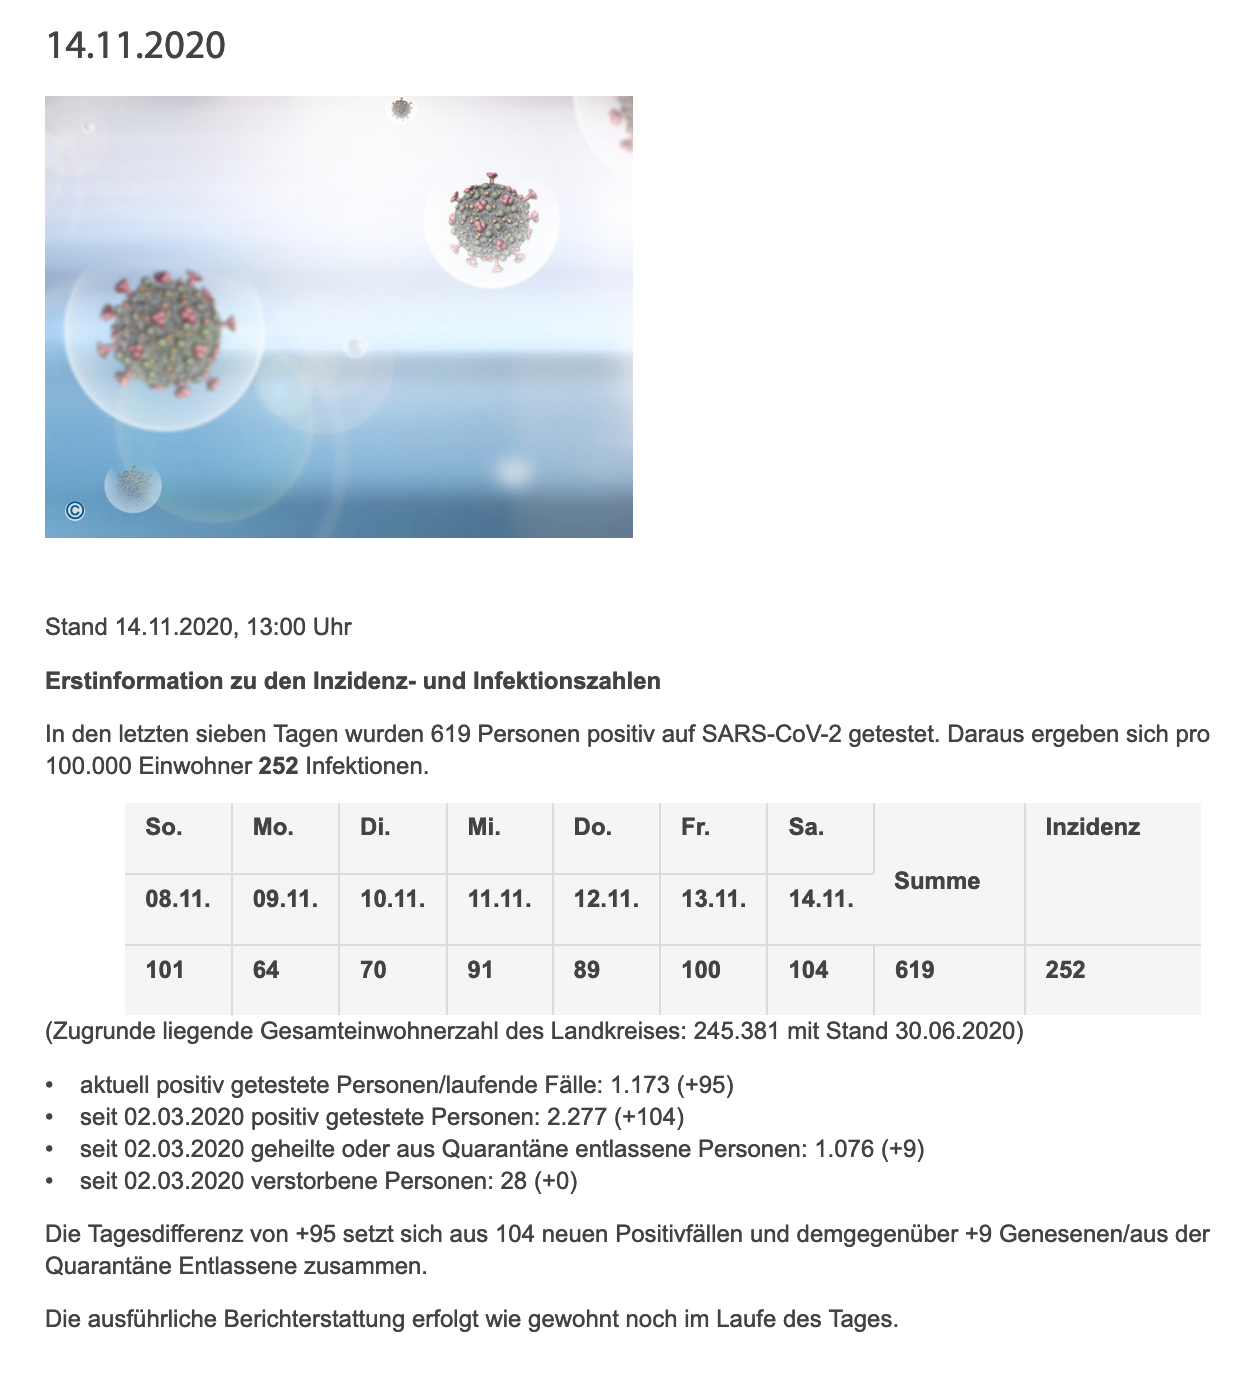 14.11.2020
©
Stand 14.11.2020, 13:00 Uhr
Erstinformation zu den Inzidenz- und Infektionszahlen
In den letzten sieben Tagen wurden 619 Personen positiv auf SARS-CoV-2 getestet. Daraus ergeben sich pro
100.000 Einwohner 252 Infektionen.
So. Mo. Di. Mi. Do. Fr. Sa. Inzidenz
Summe
08.11. 09.11. 10.11. 11.11. 12.11. 13.11. 14.11.
101 64 70 91 89 100 104 619 252
(Zugrunde liegende Gesamteinwohnerzahl des Landkreises: 245.381 mit Stand 30.06.2020)
• aktuell positiv getestete Personen/laufende Fälle: 1.173 (+95)
• seit 02.03.2020 positiv getestete Personen: 2.277 (+104)
• seit 02.03.2020 geheilte oder aus Quarantäne entlassene Personen: 1.076 (+9)
• seit 02.03.2020 verstorbene Personen: 28 (+0)
Die Tagesdifferenz von +95 setzt sich aus 104 neuen Positivfällen und demgegenüber +9 Genesenen/aus der
Quarantäne Entlassene zusammen.
Die ausführliche Berichterstattung erfolgt wie gewohnt noch im Laufe des Tages.